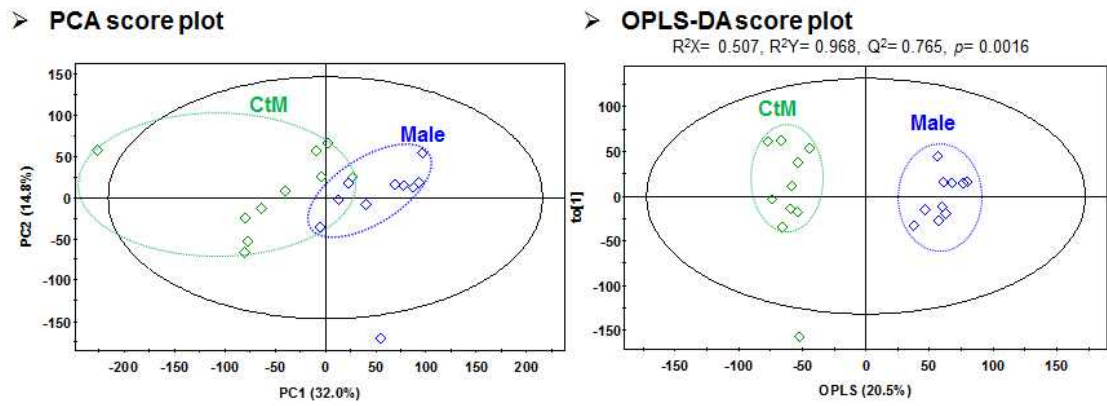 ➢ PCA score plot
150
100
50
0
-50
-100
-150
PC2 (14.8%)
CtM
Male
-200 -150 -100 -50 0 50 100 150 200
PC1 (32.0%)
➢ OPLS-DA score plot
R²X= 0.507, R²Y= 0.968, Q²= 0.765, p= 0.0016
100
50
0
-50
-100
-150
to[1]
CtM
Male
-150 -100 -50 0 50 100 150
OPLS (20.5%)